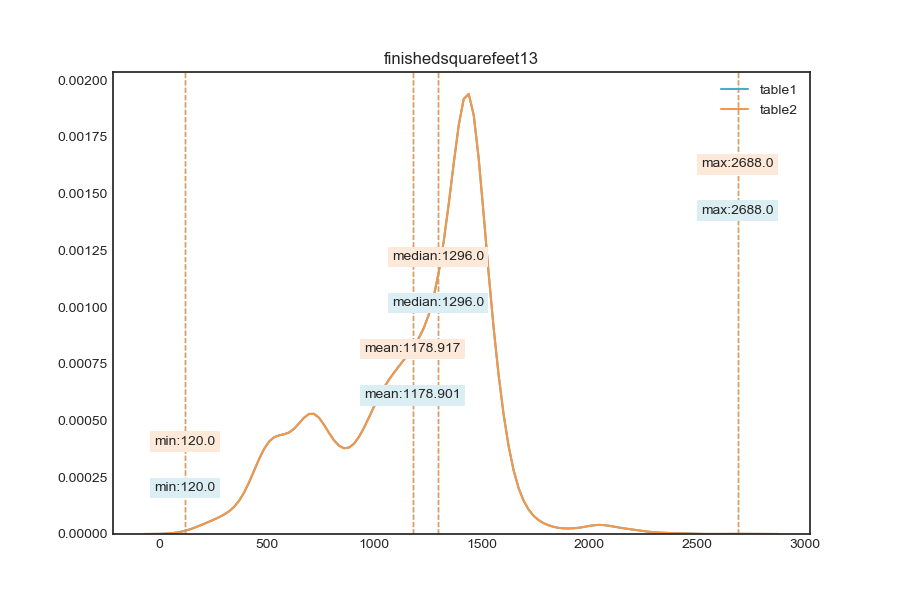 finishedsquarefeet13
0.00200
0.00175
0.00150
0.00125
0.00100
0.00075
0.00050
0.00025
0.00000
table1
table2
max:2688.0
max:2688.0
median:1296.0
median:1296.0
mean:1178.917
mean:1178.901
min:120.0
min:120.0
0
500
1000
1500
2000
2500
3000